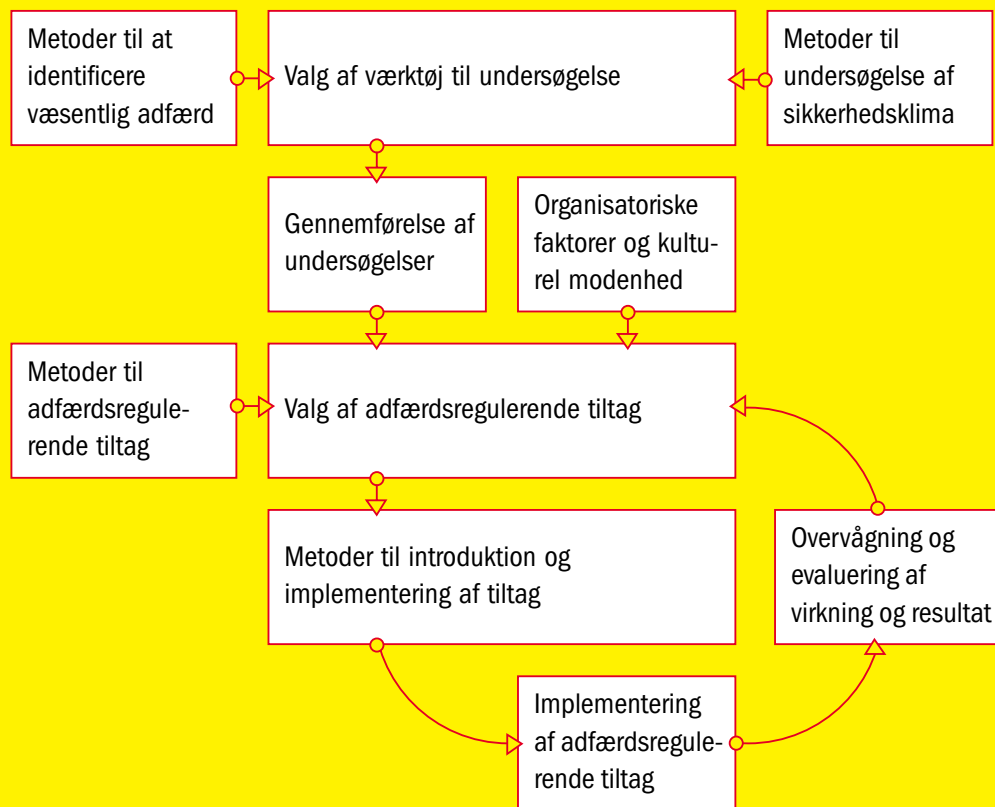 Metoder til at
identificere
væsentlig adfærd
Valg af værktøj til undersøgelse
Metoder til
undersøgelse af
sikkerhedsklima
Gennemførelse af
undersøgelser
Organisatoriske
faktorer og kultu-
rel modenhed
Metoder til
adfærdsregule-
rende tiltag
Valg af adfærdsregulerende tiltag
Metoder til introduktion og
implementering af tiltag
Overvågning og
evaluering af
virkning og resultat
Implementering
af adfærdsregule-
rende tiltag